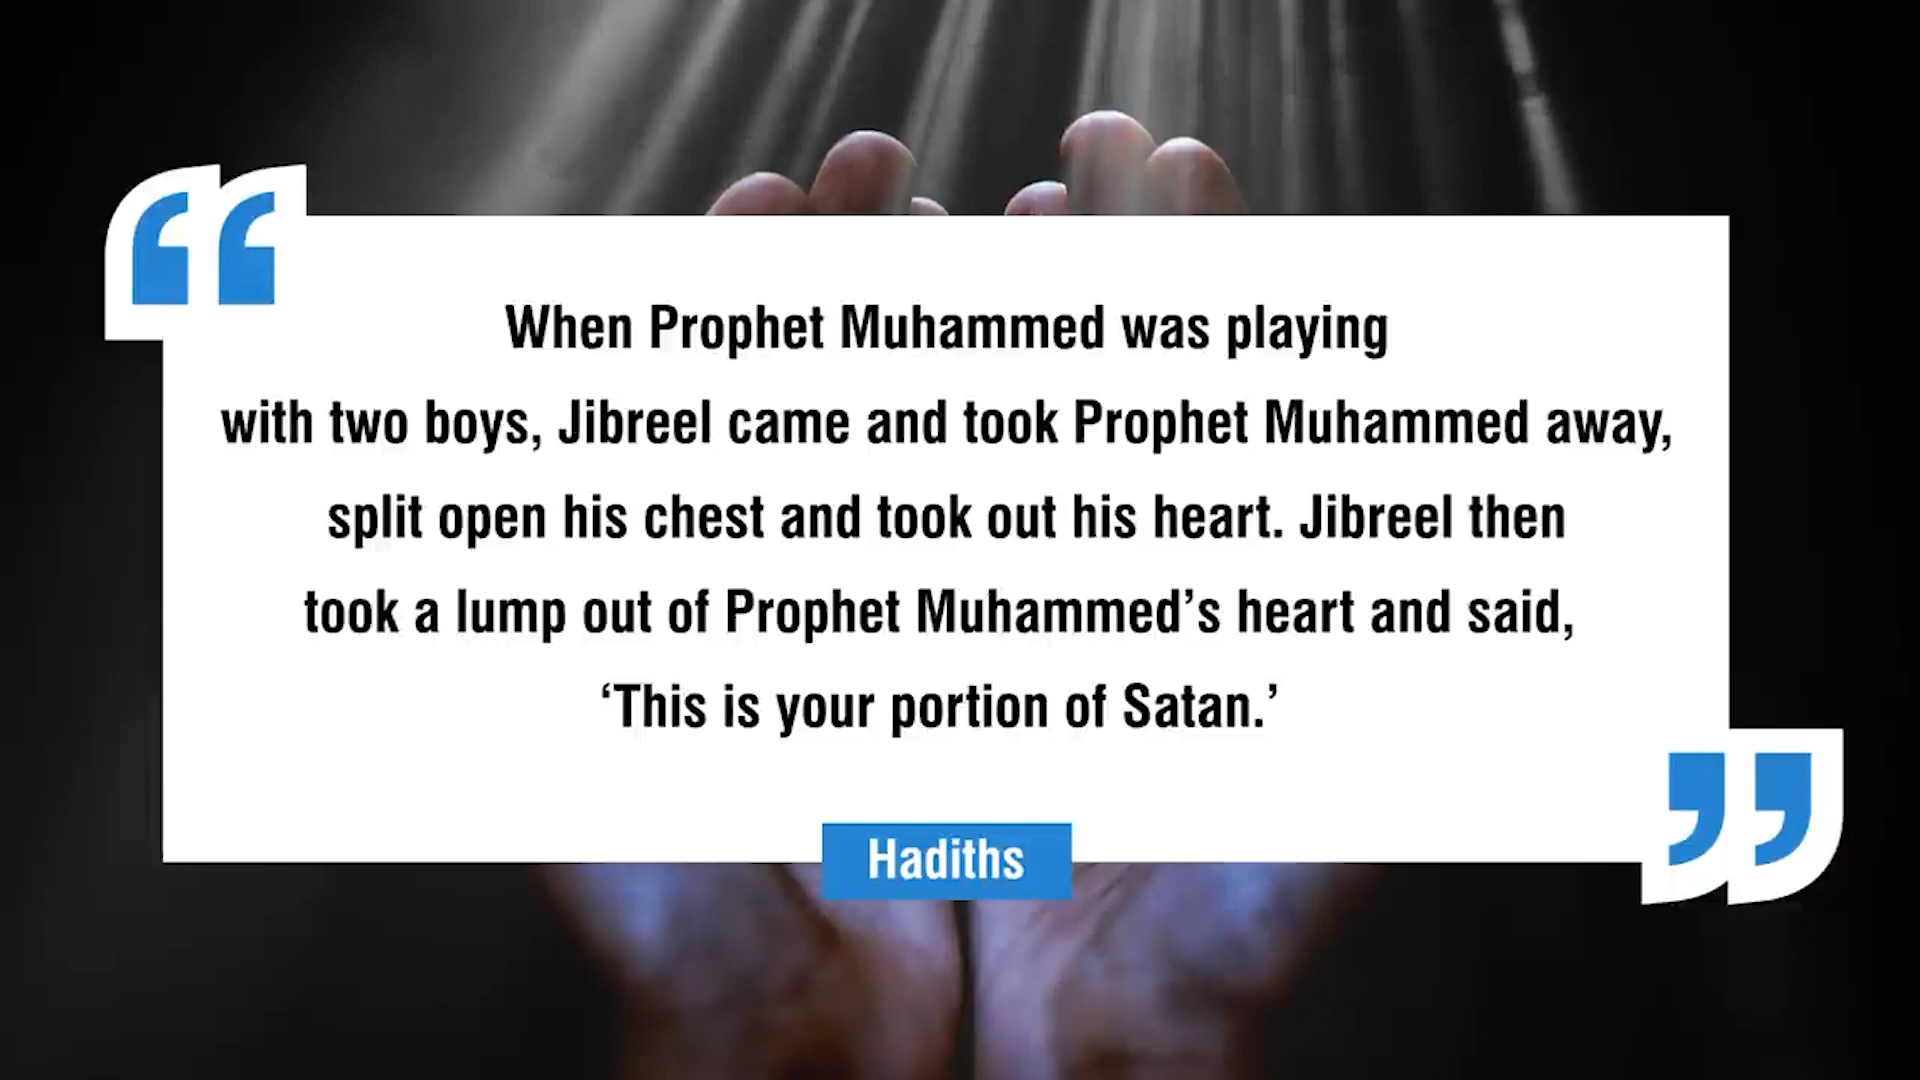 When Prophet Muhammed was playing
with two boys, Jibreel came and took Prophet Muhammed away,
split open his chest and took out his heart. Jibreel then
took a lump out of Prophet Muhammed’s heart and said,
‘This is your portion of Satan.’
Hadiths